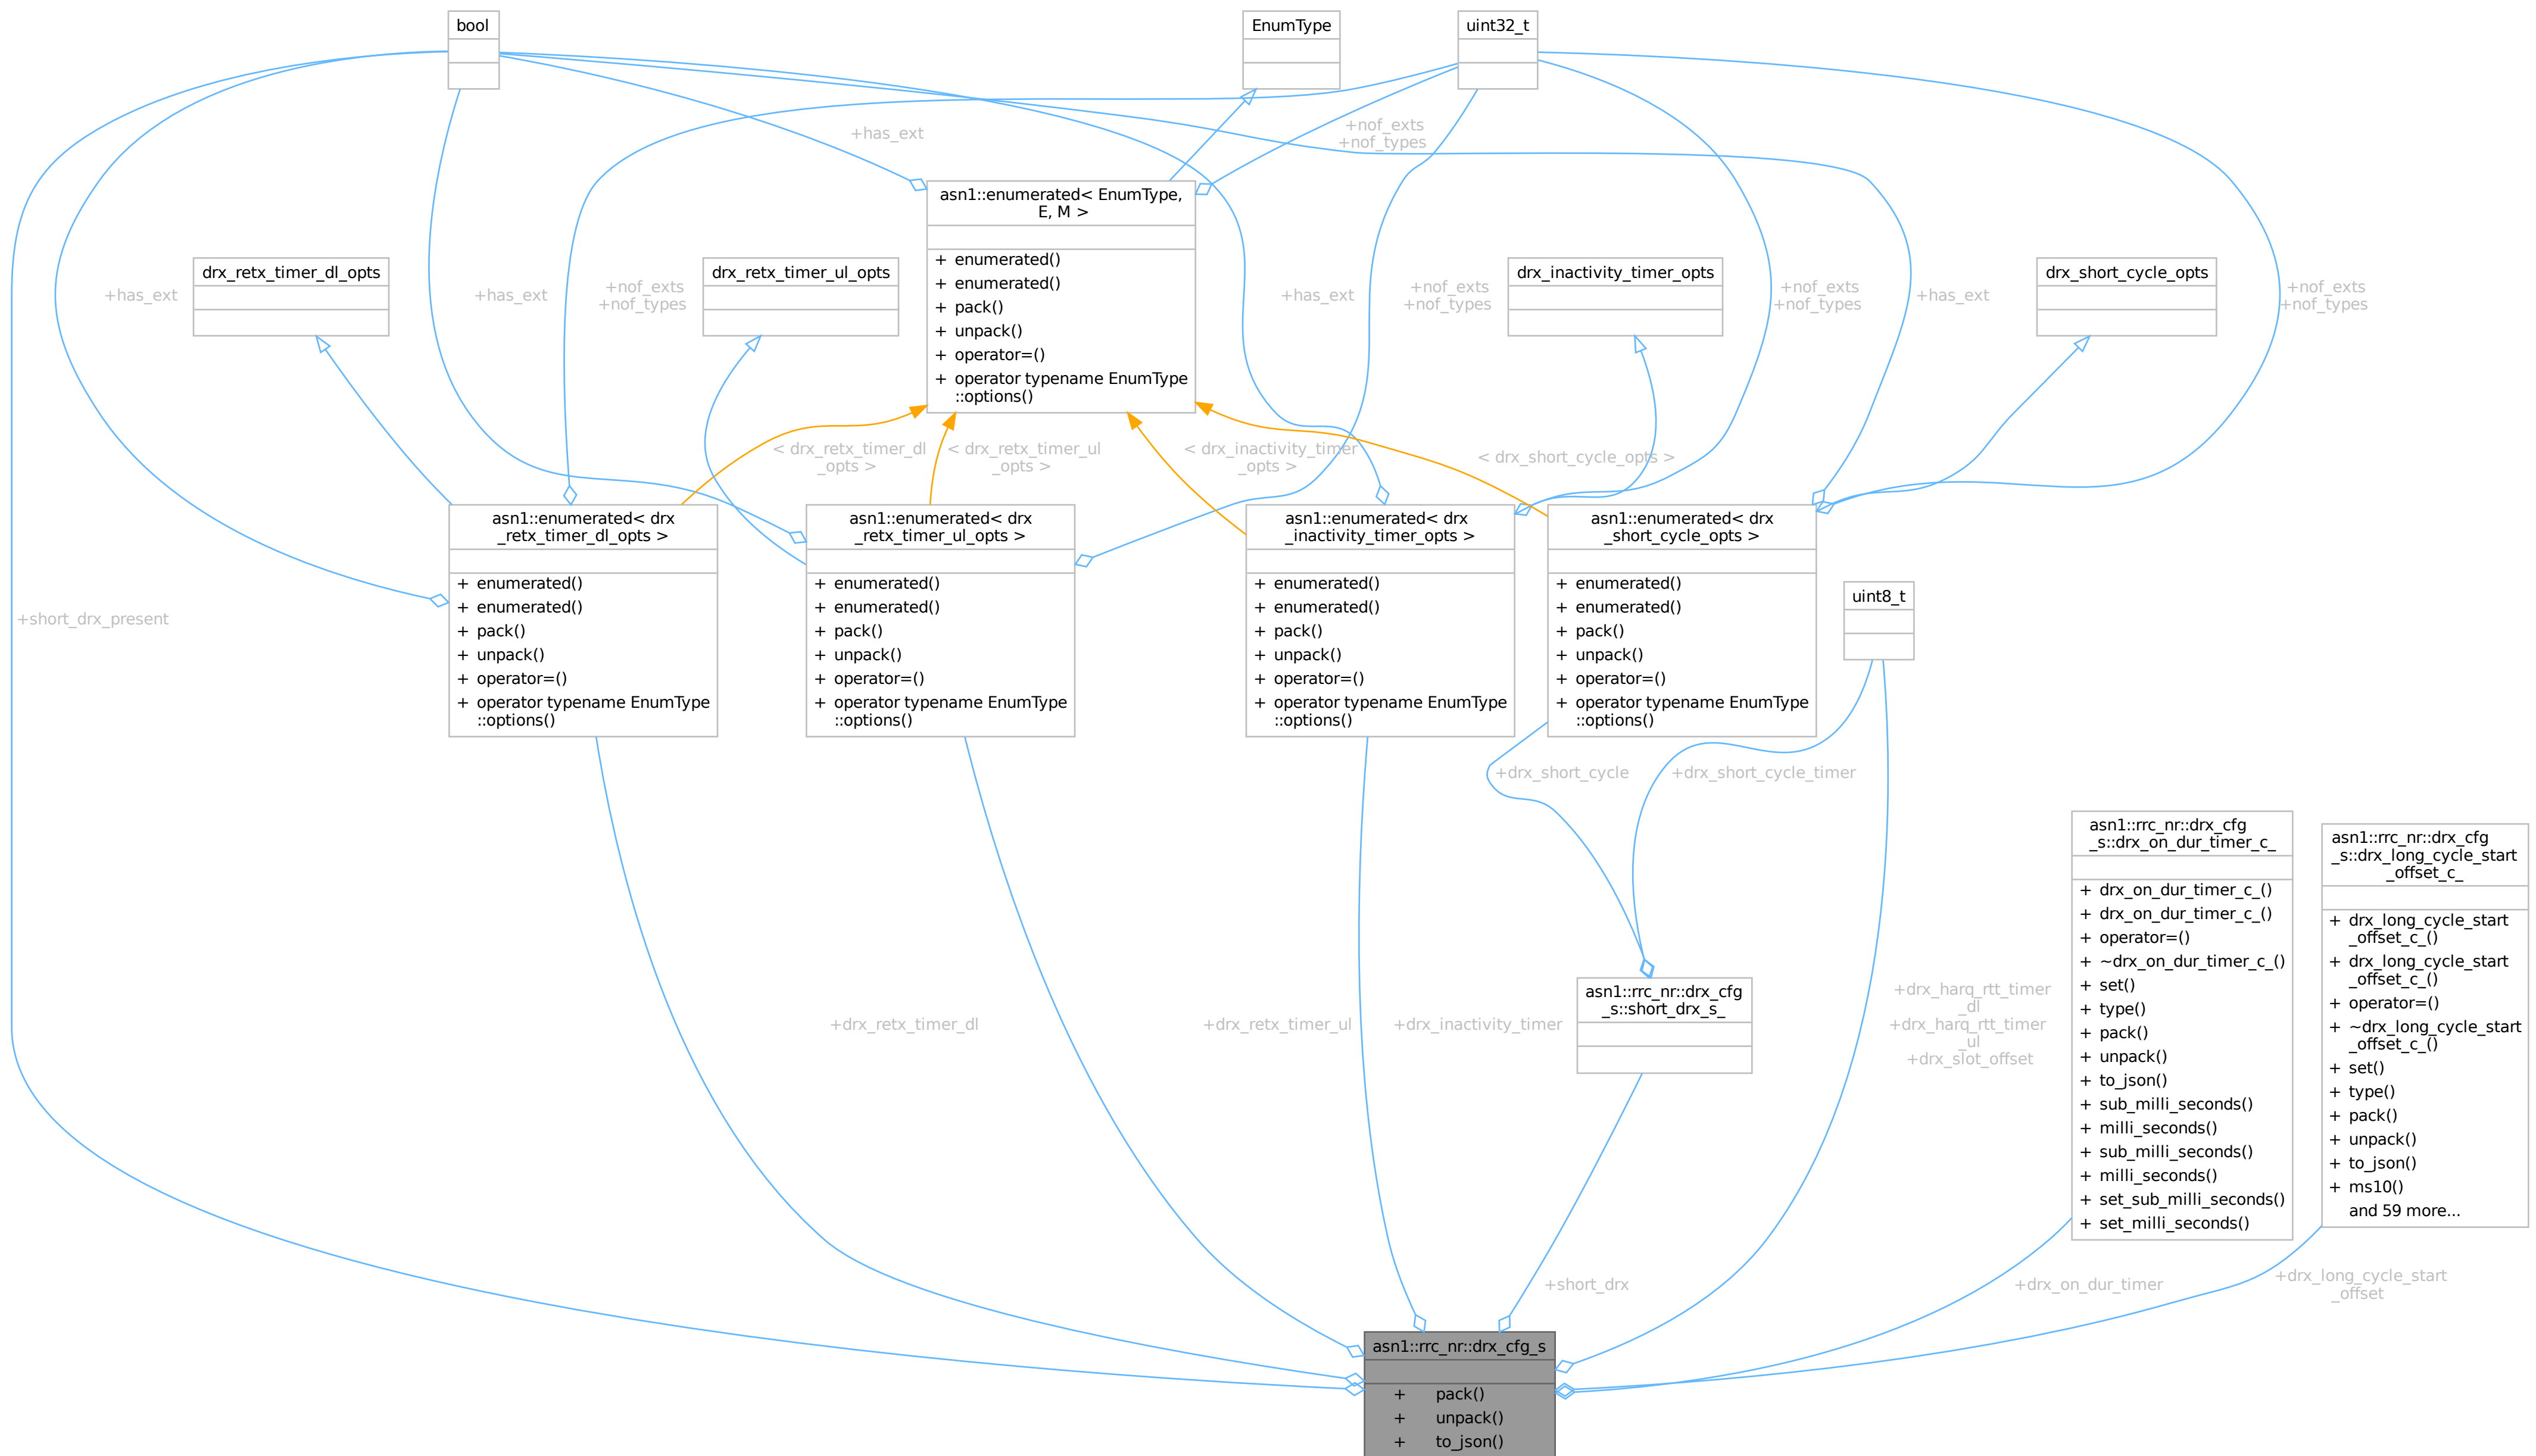 bool
EnumType
uint32_t
+has_ext
+nof_exts
+nof_types
asn1::enumerated< EnumType,
E, M >
+ enumerated()
+ enumerated()
+ pack()
+ unpack()
+ operator=()
+ operator typename EnumType
::options()
drx_retx_timer_dl_opts
drx_retx_timer_ul_opts
drx_inactivity_timer_opts
drx_short_cycle_opts
+has_ext
+has_ext
+nof_exts
+nof_types
+has_ext
+nof_exts
+nof_types
+nof_exts
+nof_types
+has_ext
+nof_exts
+nof_types
< drx_retx_timer_dl
_opts >
< drx_retx_timer_ul
_opts >
< drx_inactivity_timer
_opts >
< drx_short_cycle_opts >
asn1::enumerated< drx
_retx_timer_dl_opts >
+ enumerated()
+ enumerated()
+ pack()
+ unpack()
+ operator=()
+ operator typename EnumType
::options()
asn1::enumerated< drx
_retx_timer_ul_opts >
+ enumerated()
+ enumerated()
+ pack()
+ unpack()
+ operator=()
+ operator typename EnumType
::options()
asn1::enumerated< drx
_inactivity_timer_opts >
+ enumerated()
+ enumerated()
+ pack()
+ unpack()
+ operator=()
+ operator typename EnumType
::options()
asn1::enumerated< drx
_short_cycle_opts >
+ enumerated()
+ enumerated()
+ pack()
+ unpack()
+ operator=()
+ operator typename EnumType
::options()
uint8_t
+short_drx_present
+drx_short_cycle
+drx_short_cycle_timer
asn1::rrc_nr::drx_cfg
_s::drx_on_dur_timer_c_
+ drx_on_dur_timer_c_()
+ drx_on_dur_timer_c_()
+ operator=()
+ ~drx_on_dur_timer_c_()
+ set()
+ type()
+ pack()
+ unpack()
+ to_json()
+ sub_milli_seconds()
+ milli_seconds()
+ sub_milli_seconds()
+ milli_seconds()
+ set_sub_milli_seconds()
+ set_milli_seconds()
asn1::rrc_nr::drx_cfg
_s::drx_long_cycle_start
_offset_c_
+ drx_long_cycle_start
_offset_c_()
+ drx_long_cycle_start
_offset_c_()
+ operator=()
+ ~drx_long_cycle_start
_offset_c_()
+ set()
+ type()
+ pack()
+ unpack()
+ to_json()
+ ms10()
and 59 more...
asn1::rrc_nr::drx_cfg
_s::short_drx_s_
+drx_retx_timer_dl
+drx_retx_timer_ul
+drx_inactivity_timer
+drx_harq_rtt_timer
_dl
+drx_harq_rtt_timer
_ul
+drx_slot_offset
+short_drx
+drx_on_dur_timer
+drx_long_cycle_start
_offset
asn1::rrc_nr::drx_cfg_s
+ pack()
+ unpack()
+ to_json()